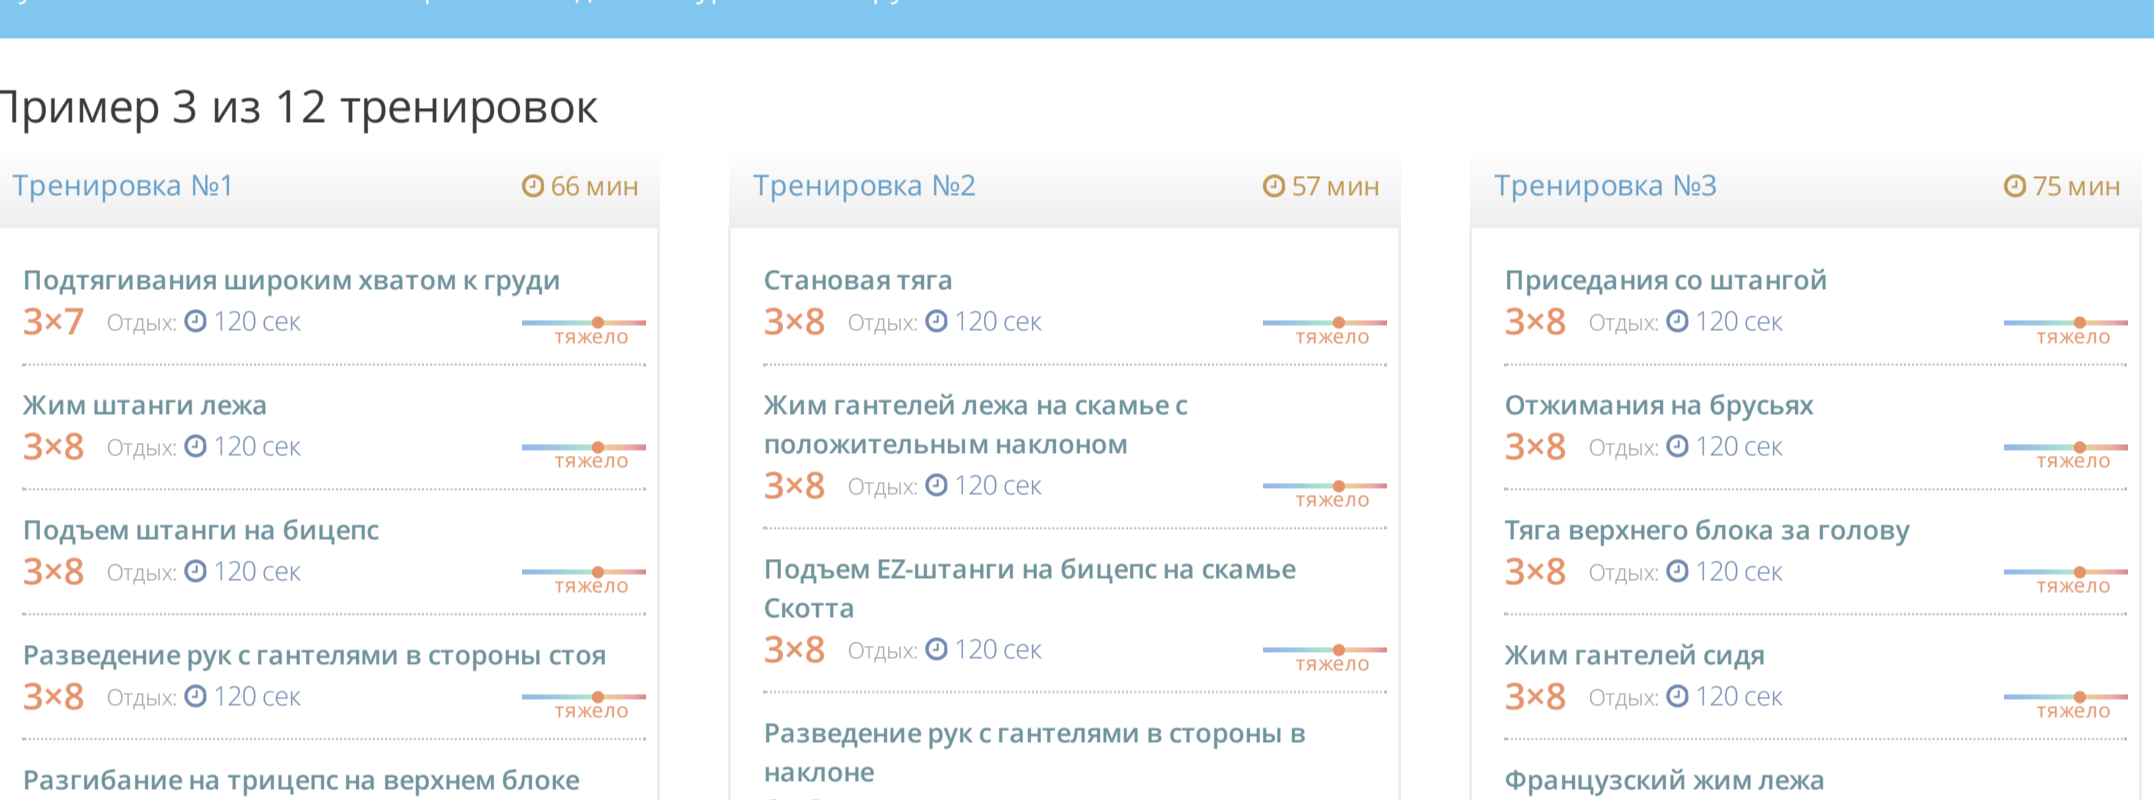 Пример 3 из 12 тренировок
Тренировка №1
66 мин
Подтягивания широким хватом к груди
3×7 Отдых: 120 сек
тяжело
Жим штанги лежа
3×8 Отдых: 120 сек
тяжело
Подъем штанги на бицепс
3×8 Отдых: 120 сек
тяжело
Разведение рук с гантелями в стороны стоя
3×8 Отдых: 120 сек
тяжело
Разгибание на трицепс на верхнем блоке
Тренировка №2
57 мин
Становая тяга
3×8 Отдых: 120 сек
тяжело
Жим гантелей лежа на скамье с
положительным наклоном
3×8 Отдых: 120 сек
тяжело
Подъем EZ-штанги на бицепс на скамье
Скотта
3×8 Отдых: 120 сек
тяжело
Разведение рук с гантелями в стороны в
наклоне
Тренировка №3
75 мин
Приседания со штангой
3×8 Отдых: 120 сек
тяжело
Отжимания на брусьях
3×8 Отдых: 120 сек
тяжело
Тяга верхнего блока за голову
3×8 Отдых: 120 сек
тяжело
Жим гантелей сидя
3×8 Отдых: 120 сек
тяжело
Французский жим лежа